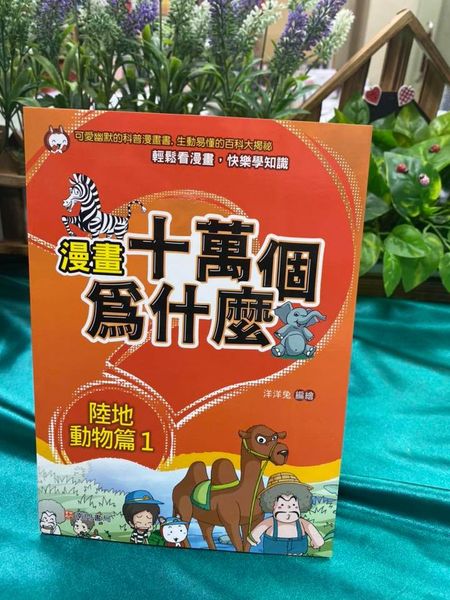 可愛幽默的科普漫畫書、生動易懂的百科大揭祕
輕鬆看漫畫，快樂學知識
漫畫 十萬個
為什麼
洋洋兔 編繪
陸地
動物篇 1